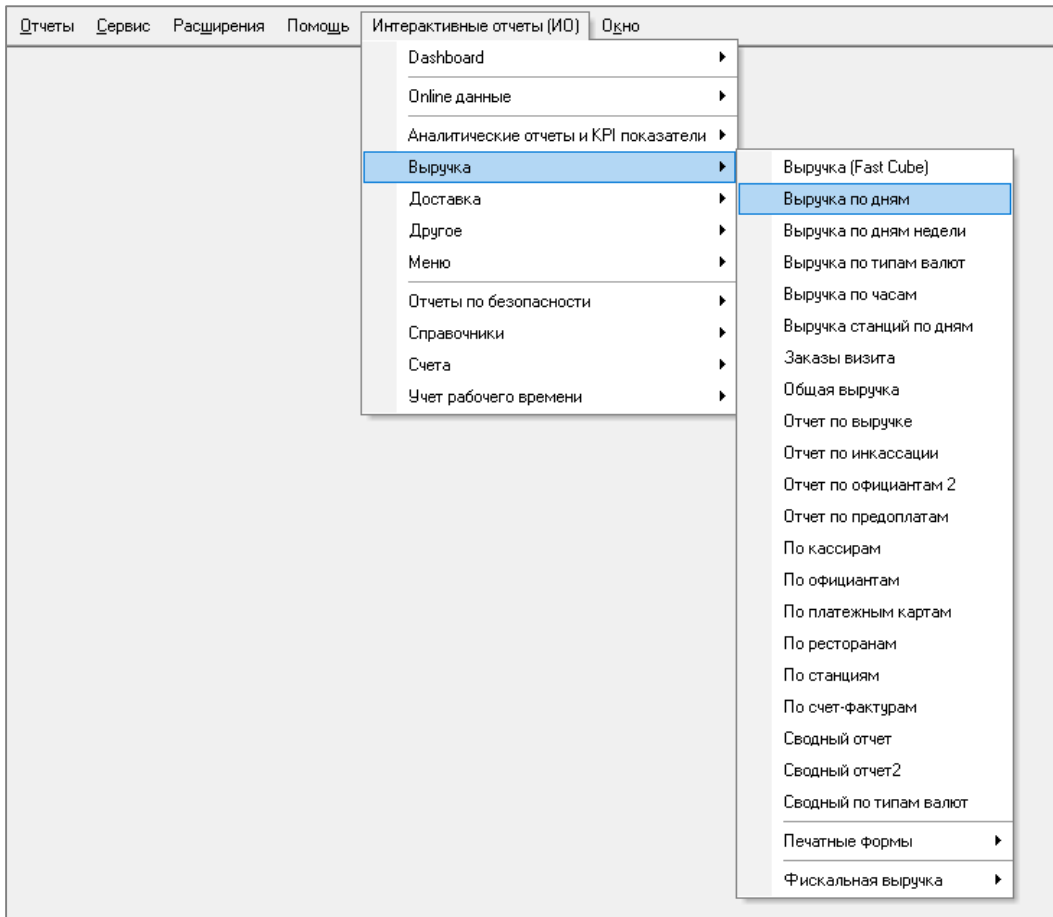 Отчеты Сервис Расширения Помощь Интерактивные отчеты (ИО) Окно
Dashboard
Online данные
Аналитические отчеты и KPI показатели
Выручка
Доставка
Другое
Меню
Отчеты по безопасности
Справочники
Счета
Учет рабочего времени
Выручка (Fast Cube)
Выручка по дням
Выручка по дням недели
Выручка по типам валют
Выручка по часам
Выручка станций по дням
Заказы визита
Общая выручка
Отчет по выручке
Отчет по инкассации
Отчет по официантам 2
Отчет по предоплатам
По кассирам
По официантам
По платежным картам
По ресторанам
По станциям
По счет-фактурам
Сводный отчет
Сводный отчет2
Сводный по типам валют
Печатные формы
Фискальная выручка